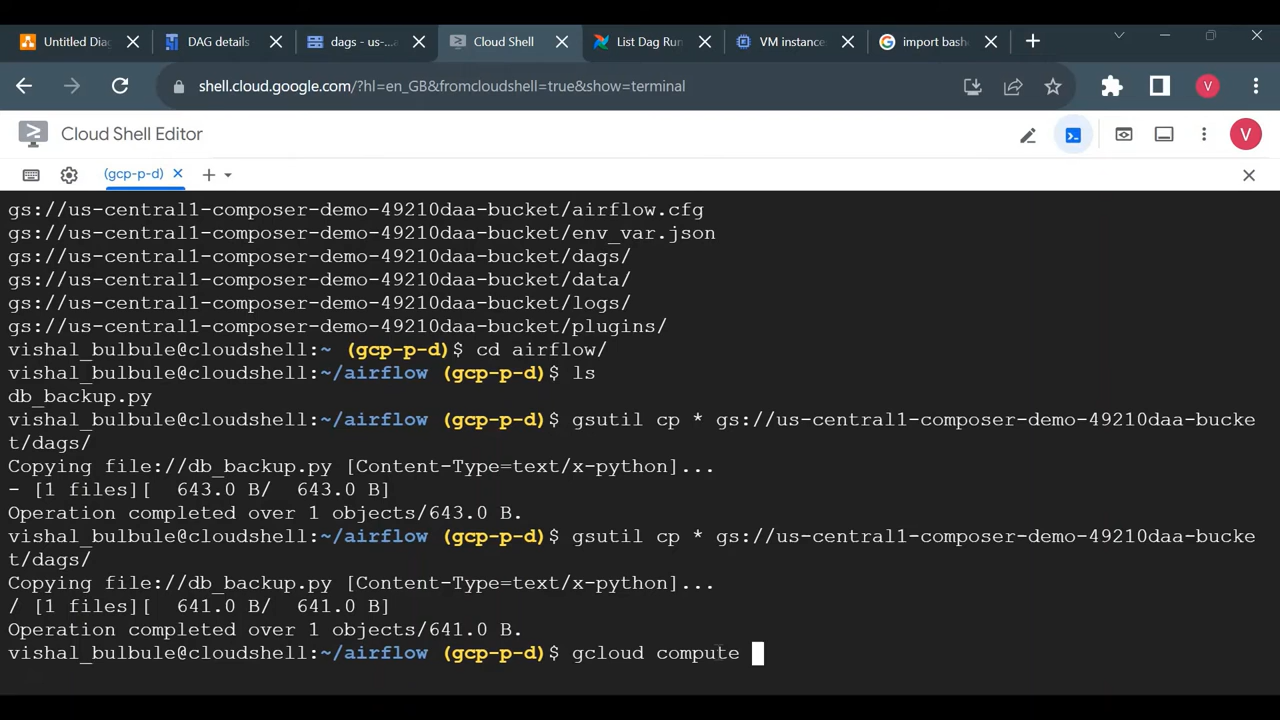 Untitled Dia
DAG details
dags - us-...
Cloud Shell
List Dag Run
VM instance
import bash
shell.cloud.google.com/?hl=en_GB&fromcloudshell=true&show=terminal
V
Cloud Shell Editor
V
(gcp-p-d)
gs://us-central1-composer-demo-49210daa-bucket/airflow.cfg
gs://us-central1-composer-demo-49210daa-bucket/env_var.json
gs://us-central1-composer-demo-49210daa-bucket/dags/
gs://us-central1-composer-demo-49210daa-bucket/data/
gs://us-central1-composer-demo-49210daa-bucket/logs/
gs://us-central1-composer-demo-49210daa-bucket/plugins/
vishal_bulbule@cloudshell:~ (gcp-p-d)$ cd airflow/
vishal_bulbule@cloudshell:~/airflow (gcp-p-d)$ ls
db_backup.py
vishal_bulbule@cloudshell:~/airflow (gcp-p-d)$ gsutil cp * gs://us-central1-composer-demo-49210daa-bucke
t/dags/
Copying file://db_backup.py [Content-Type=text/x-python]...
- [1 files][  643.0 B/  643.0 B]
Operation completed over 1 objects/643.0 B.
vishal_bulbule@cloudshell:~/airflow (gcp-p-d)$ gsutil cp * gs://us-central1-composer-demo-49210daa-bucke
t/dags/
Copying file://db_backup.py [Content-Type=text/x-python]...
/ [1 files][  641.0 B/  641.0 B]
Operation completed over 1 objects/641.0 B.
vishal_bulbule@cloudshell:~/airflow (gcp-p-d)$ gcloud compute